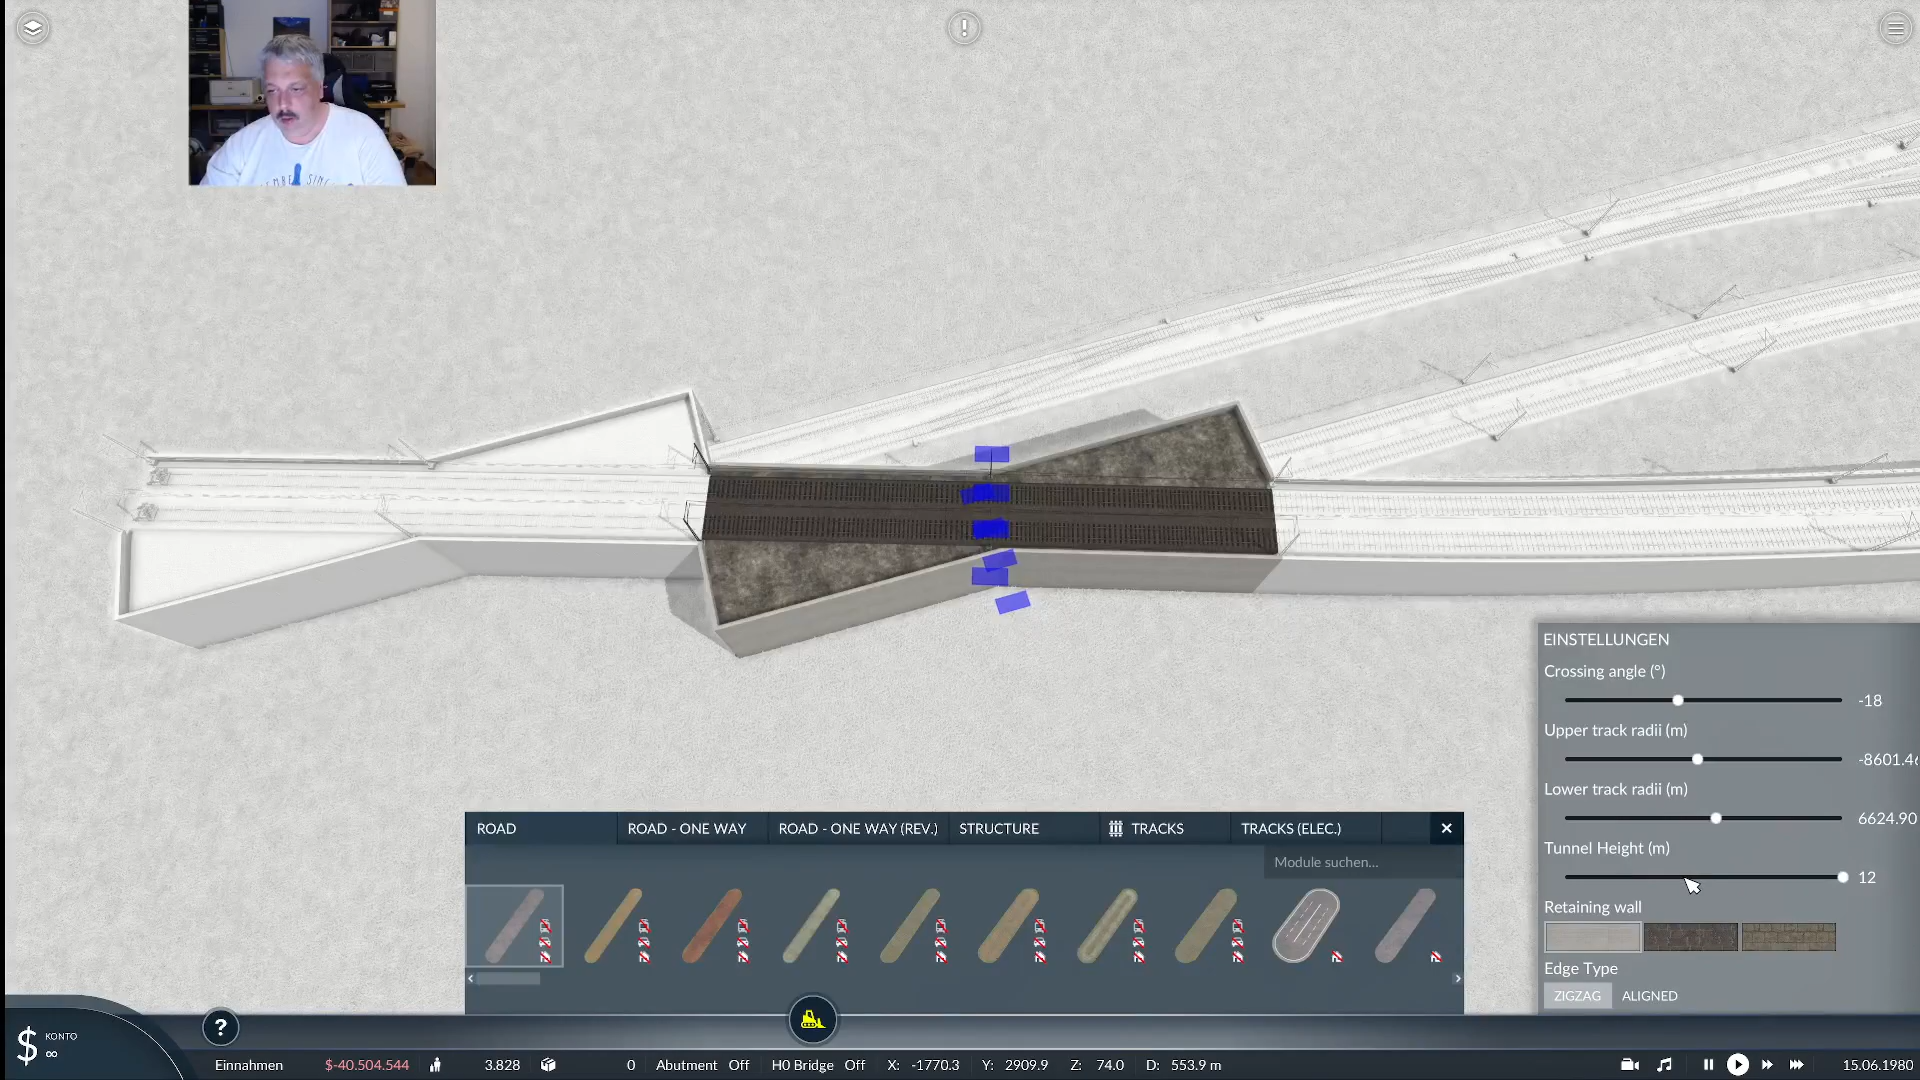 EINSTELLUNGEN
Crossing angle (°)
-18
Upper track radii (m)
-8601.46
Lower track radii (m)
6624.90
Tunnel Height (m)
12
Retaining wall
Edge Type
ZIGZAG ALIGNED
ROAD ROAD - ONE WAY ROAD - ONE WAY (REV.) STRUCTURE TRACKS TRACKS (ELEC.)
Module suchen...
?
$ KONTO
∞
Einnahmen $-40.504.544 3.828 0 Abutment Off H0 Bridge Off X: -1770.3 Y: 2909.9 Z: 74.0 D: 553.9 m 15.06.1980